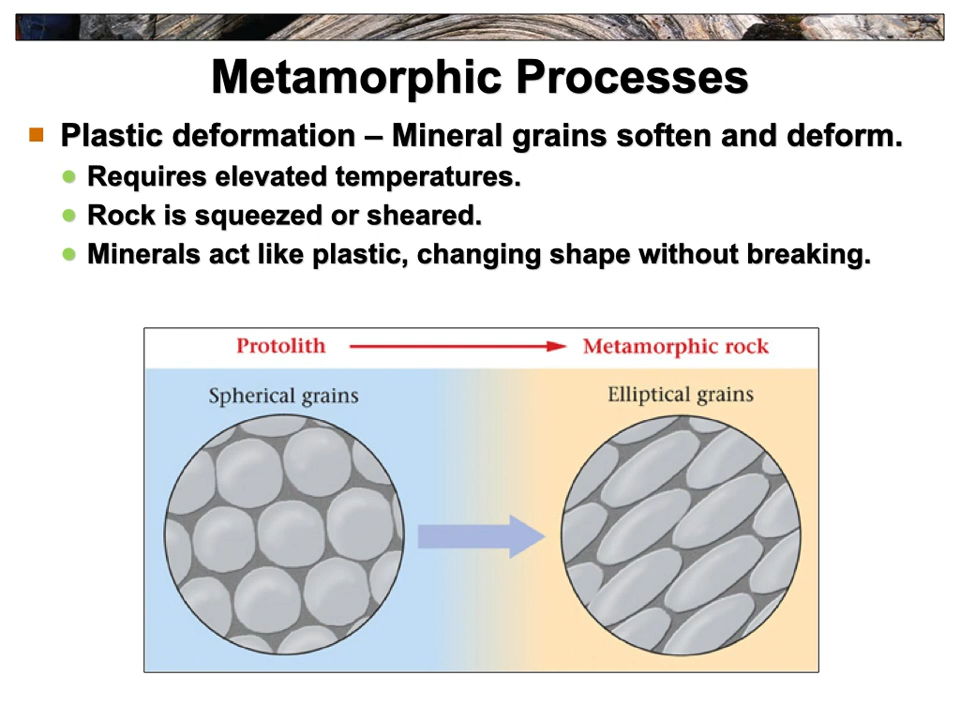 Metamorphic Processes
Plastic deformation – Mineral grains soften and deform.
Requires elevated temperatures.
Rock is squeezed or sheared.
Minerals act like plastic, changing shape without breaking.
Protolith Metamorphic rock
Spherical grains Elliptical grains